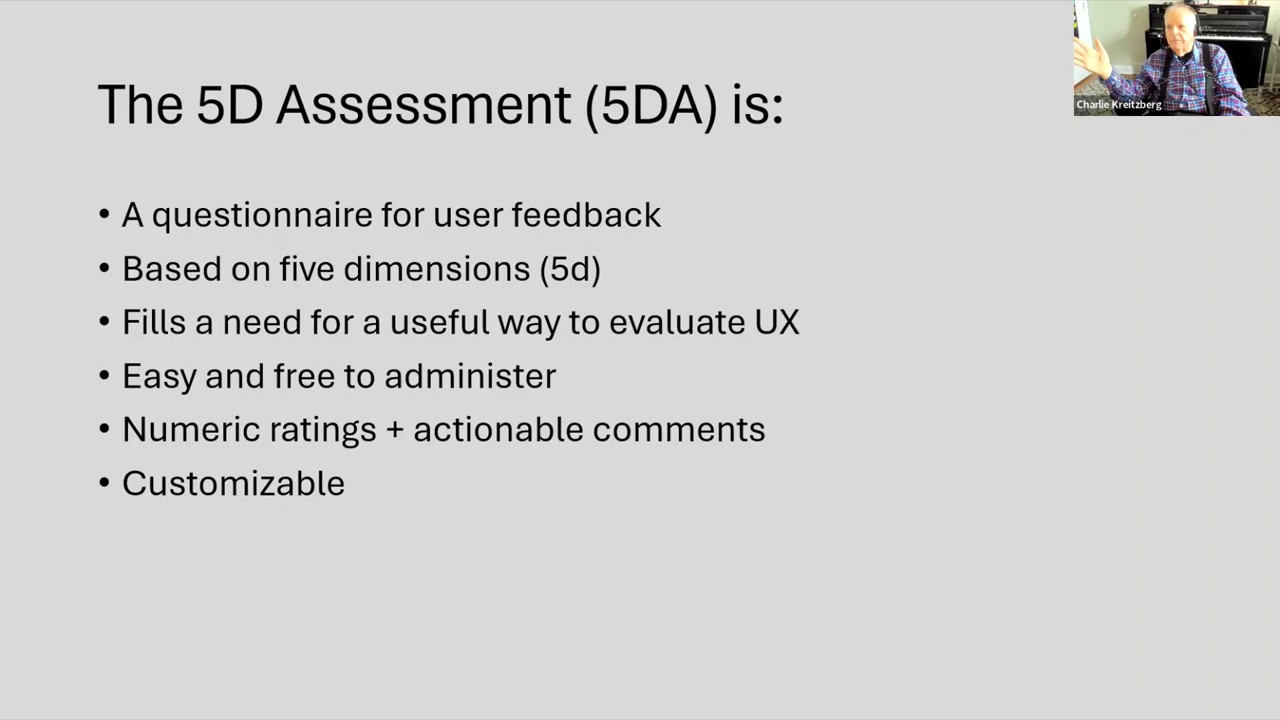 The 5D Assessment (5DA) is:
• A questionnaire for user feedback
• Based on five dimensions (5d)
• Fills a need for a useful way to evaluate UX
• Easy and free to administer
• Numeric ratings + actionable comments
• Customizable
Charlie Kreitzberg